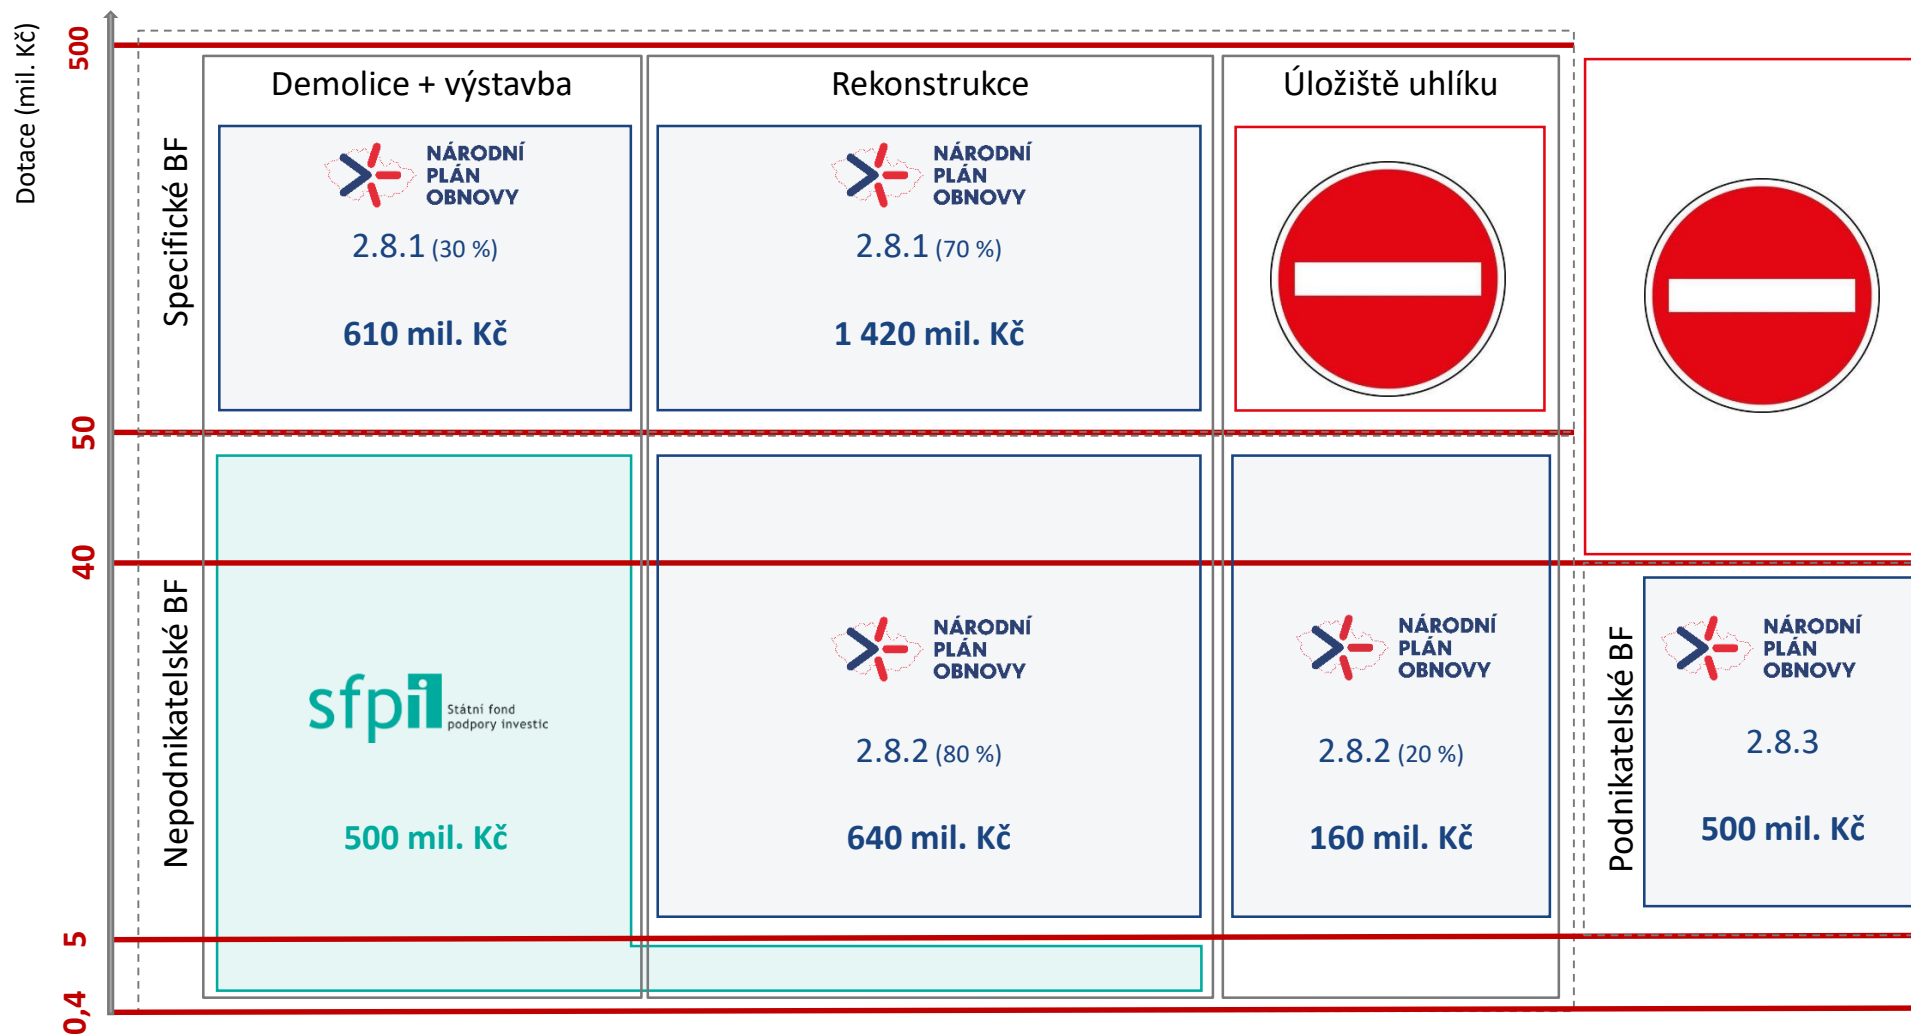 Dotace (mil. Kč)
500
50
40
5
0,4
Specifické BF
Nepodnikatelské BF
Podnikatelské BF
Demolice + výstavba
Rekonstrukce
Úložiště uhlíku
NÁRODNÍ
PLÁN
OBNOVY
2.8.1 (30 %)
610 mil. Kč
NÁRODNÍ
PLÁN
OBNOVY
2.8.1 (70 %)
1 420 mil. Kč
sfpi
Státní fond
podpory investic
500 mil. Kč
NÁRODNÍ
PLÁN
OBNOVY
2.8.2 (80 %)
640 mil. Kč
NÁRODNÍ
PLÁN
OBNOVY
2.8.2 (20 %)
160 mil. Kč
NÁRODNÍ
PLÁN
OBNOVY
2.8.3
500 mil. Kč